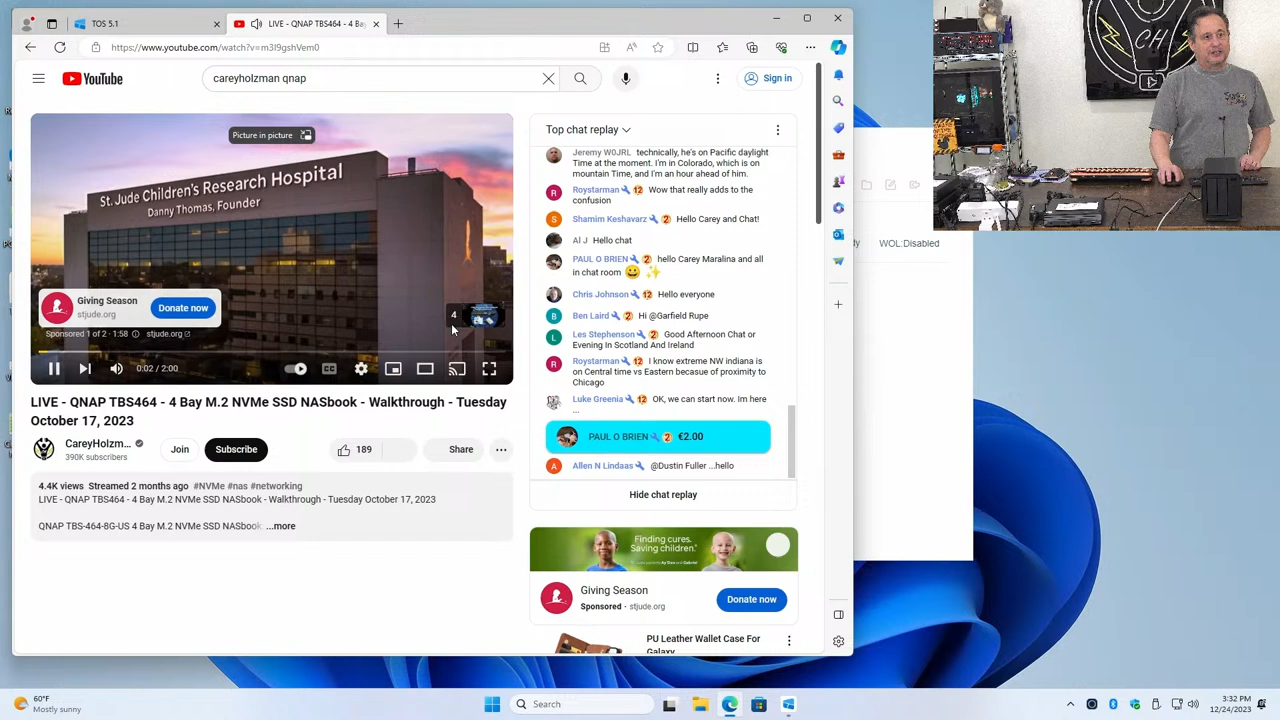 TOS 5.1
LIVE - QNAP TBS464 - 4 Ba
https://www.youtube.com/watch?v=m3I9gshVem0
YouTube
careyholzman qnap
Sign in
Picture in picture
St. Jude Children's Research Hospital
Danny Thomas, Founder
Giving Season
stjude.org
Donate now
Sponsored 1 of 2 · 1:58
stjude.org
4
0:02 / 2:00
CC
LIVE - QNAP TBS464 - 4 Bay M.2 NVMe SSD NASbook - Walkthrough - Tuesday
October 17, 2023
CareyHolzm...
390K subscribers
Join
Subscribe
189
Share
4.4K views Streamed 2 months ago #NVMe #nas #networking
LIVE - QNAP TBS464 - 4 Bay M.2 NVMe SSD NASbook - Walkthrough - Tuesday October 17, 2023
QNAP TBS-464-8G-US 4 Bay M.2 NVMe SSD NASbook ...more
Top chat replay
Jeremy W0JRL technically, he's on Pacific daylight
Time at the moment. I'm in Colorado, which is on
mountain Time, and I'm an hour ahead of him.
R Roystarman 12 Wow that really adds to the
confusion
S Shamim Keshavarz 2 Hello Carey and Chat!
Al J Hello chat
PAUL O BRIEN 2 hello Carey Maralina and all
in chat room
Chris Johnson 12 Hello everyone
B Ben Laird 2 Hi @Garfield Rupe
L Les Stephenson 2 Good Afternoon Chat or
Evening In Scotland And Ireland
R Roystarman 12 I know extreme NW indiana is
on Central time vs Eastern becasue of proximity to
Chicago
Luke Greenia 12 OK, we can start now. Im here
...
PAUL O BRIEN 2 €2.00
A Allen N Lindaas @Dustin Fuller ...hello
Hide chat replay
Finding cures.
Saving children.
Giving Season
Sponsored · stjude.org
Donate now
PU Leather Wallet Case For
Galaxy
WOL:Disabled
CH
60°F
Mostly sunny
Search
3:32 PM
12/24/2023